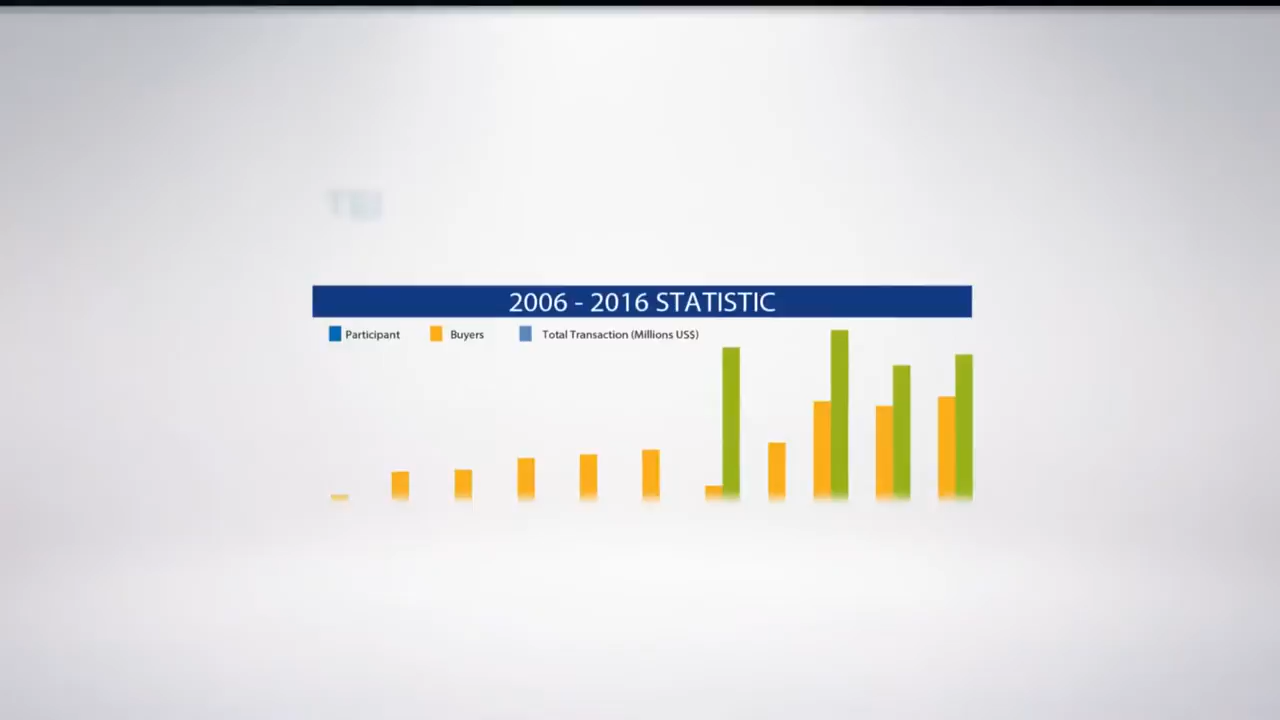 2006 - 2016 STATISTIC
Participant Buyers Total Transaction (Millions US$)